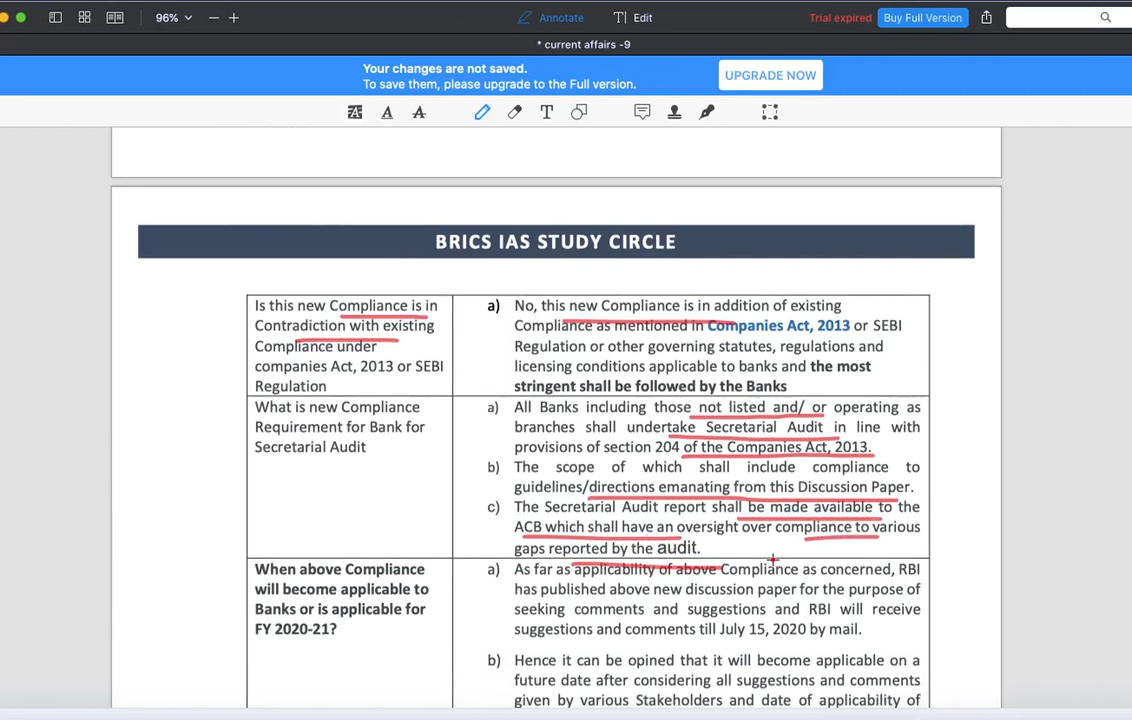 96%
Annotate
T| Edit
Trial expired
Buy Full Version
* current affairs -9
Your changes are not saved.
To save them, please upgrade to the Full version.
UPGRADE NOW
BRICS IAS STUDY CIRCLE
Is this new Compliance is in
Contradiction with existing
Compliance under
companies Act, 2013 or SEBI
Regulation
a) No, this new Compliance is in addition of existing
Compliance as mentioned in Companies Act, 2013 or SEBI
Regulation or other governing statutes, regulations and
licensing conditions applicable to banks and the most
stringent shall be followed by the Banks
What is new Compliance
Requirement for Bank for
Secretarial Audit
a) All Banks including those not listed and/ or operating as
branches shall undertake Secretarial Audit in line with
provisions of section 204 of the Companies Act, 2013.
b) The scope of which shall include compliance to
guidelines/directions emanating from this Discussion Paper.
c) The Secretarial Audit report shall be made available to the
ACB which shall have an oversight over compliance to various
gaps reported by the audit.
When above Compliance
will become applicable to
Banks or is applicable for
FY 2020-21?
a) As far as applicability of above Compliance as concerned, RBI
has published above new discussion paper for the purpose of
seeking comments and suggestions and RBI will receive
suggestions and comments till July 15, 2020 by mail.
b) Hence it can be opined that it will become applicable on a
future date after considering all suggestions and comments
given by various Stakeholders and date of applicability of